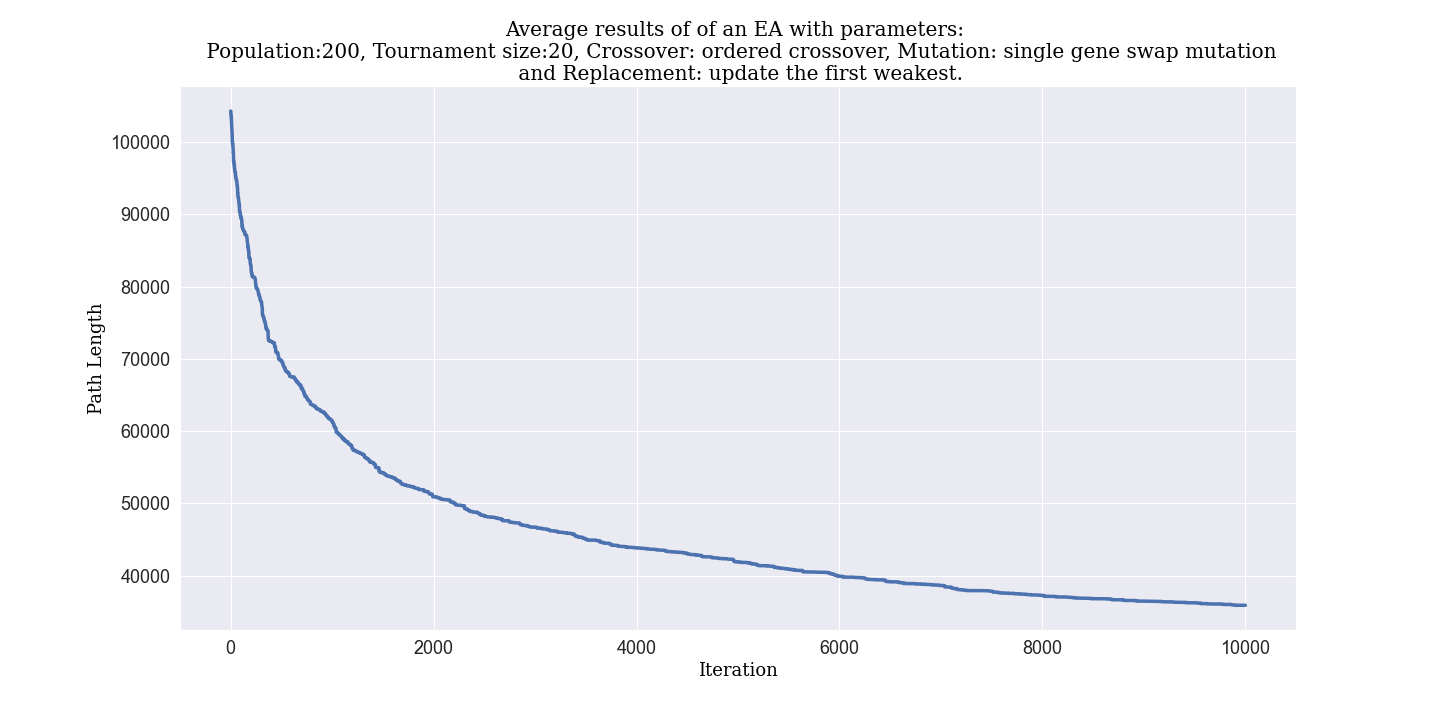 Average results of of an EA with parameters:
Population:200, Tournament size:20, Crossover: ordered crossover, Mutation: single gene swap mutation
and Replacement: update the first weakest.
100000
90000
80000
70000
60000
50000
40000
Path Length
0 2000 4000 6000 8000 10000
Iteration